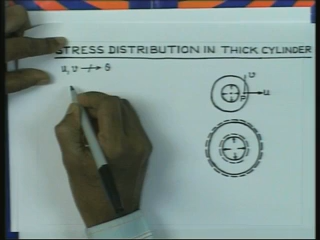 STRESS DISTRIBUTION IN THICK CYLINDER
u, v ↛ θ
v
P
u